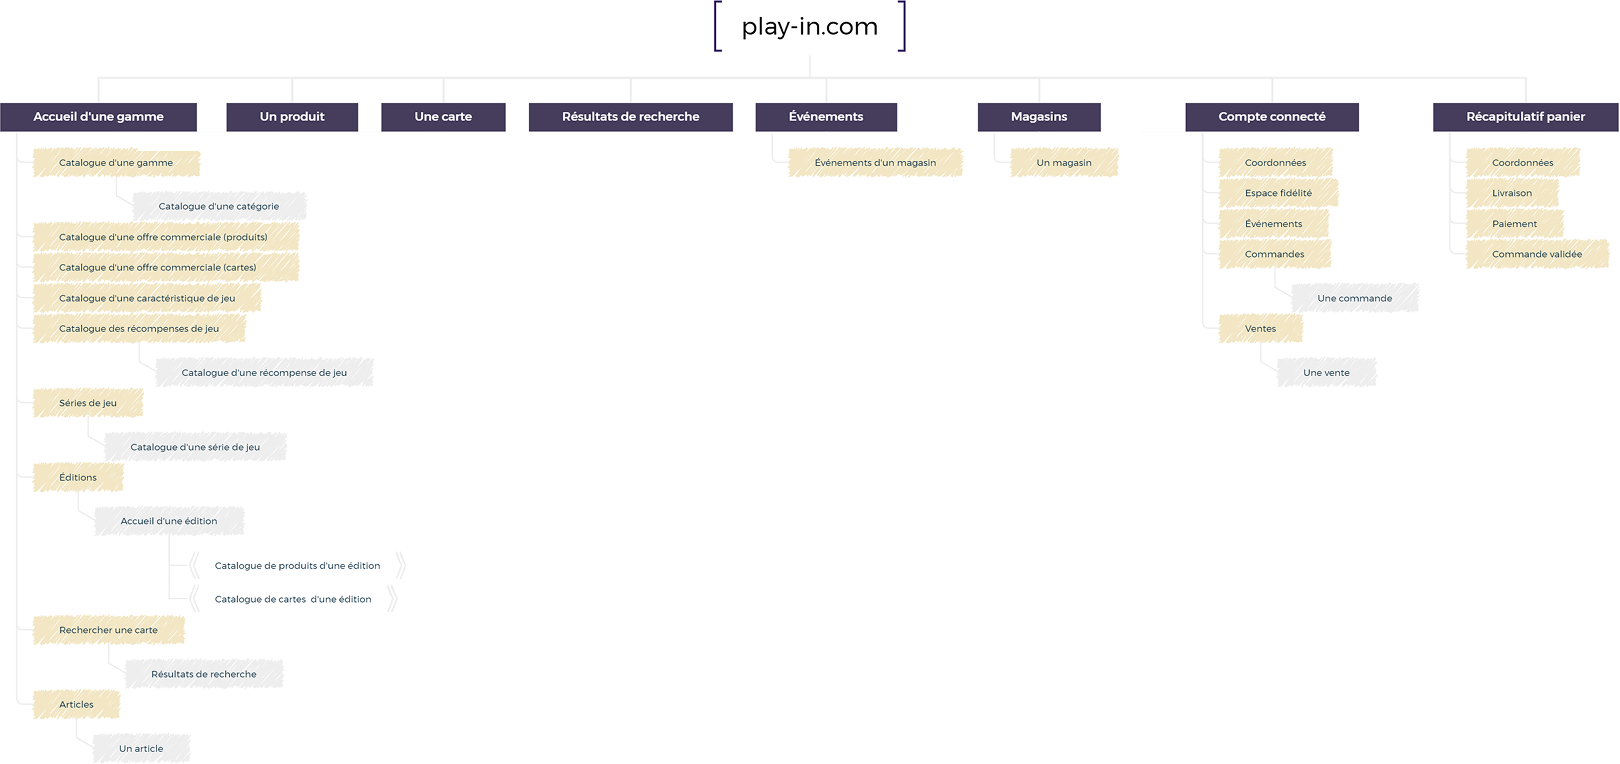 play-in.com
Accueil d'une gamme
Un produit
Une carte
Résultats de recherche
Événements
Magasins
Compte connecté
Récapitulatif panier
Catalogue d'une gamme
Catalogue d'une catégorie
Catalogue d'une offre commerciale (produits)
Catalogue d'une offre commerciale (cartes)
Catalogue d'une caractéristique de jeu
Catalogue des récompenses de jeu
Catalogue d'une récompense de jeu
Séries de jeu
Catalogue d'une série de jeu
Éditions
Accueil d'une édition
Catalogue de produits d'une édition
Catalogue de cartes d'une édition
Rechercher une carte
Résultats de recherche
Articles
Un article
Événements d'un magasin
Un magasin
Coordonnées
Espace fidélité
Événements
Commandes
Une commande
Ventes
Une vente
Coordonnées
Livraison
Paiement
Commande validée